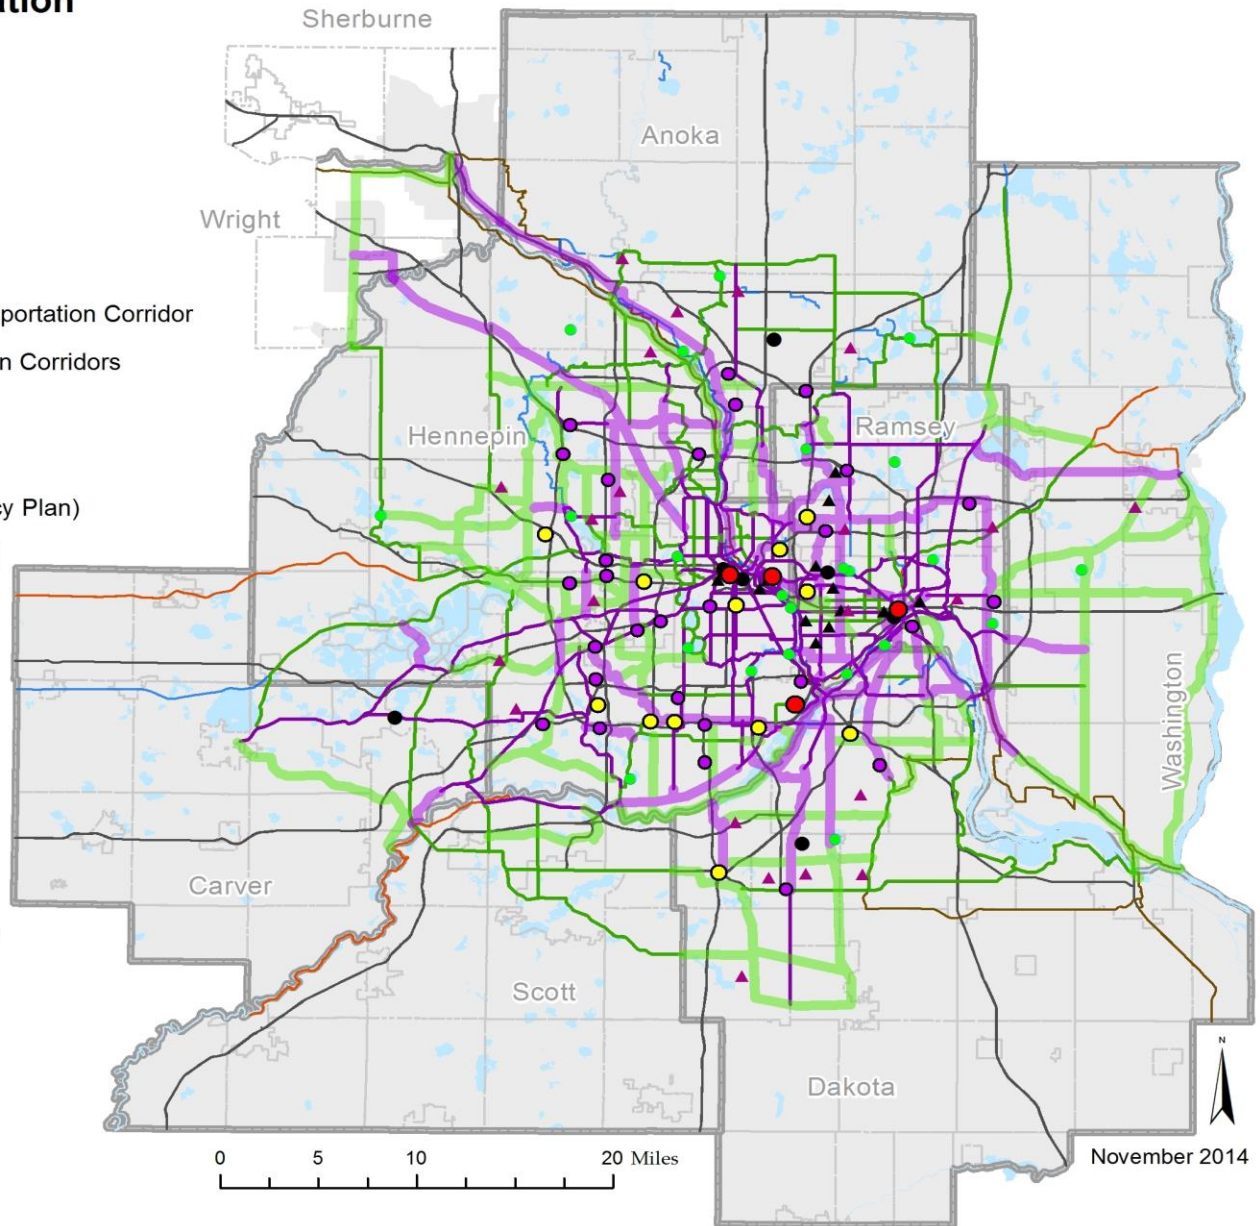 ation
Sherburne
Anoka
Wright
portation Corridor
n Corridors
Ramsey
Hennepin
cy Plan)
Washington
Carver
Scott
N
Dakota
0 5 10 20 Miles
November 2014